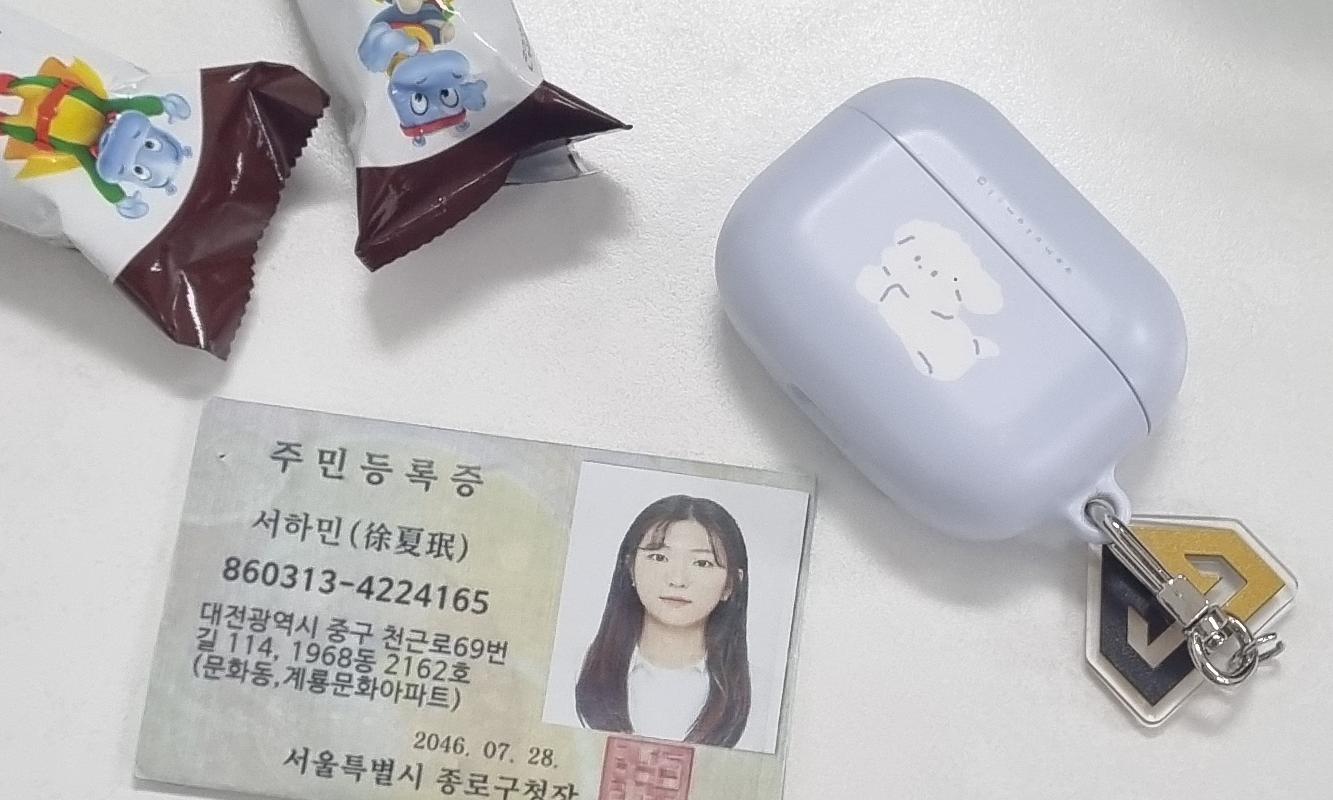 주민등록증
서하민(徐夏珉)
860313-4224165
대전광역시 중구 천근로69번
길 114, 1968동 2162호
(문화동,계룡문화아파트)
2046. 07. 28.
서울특별시 종로구청장